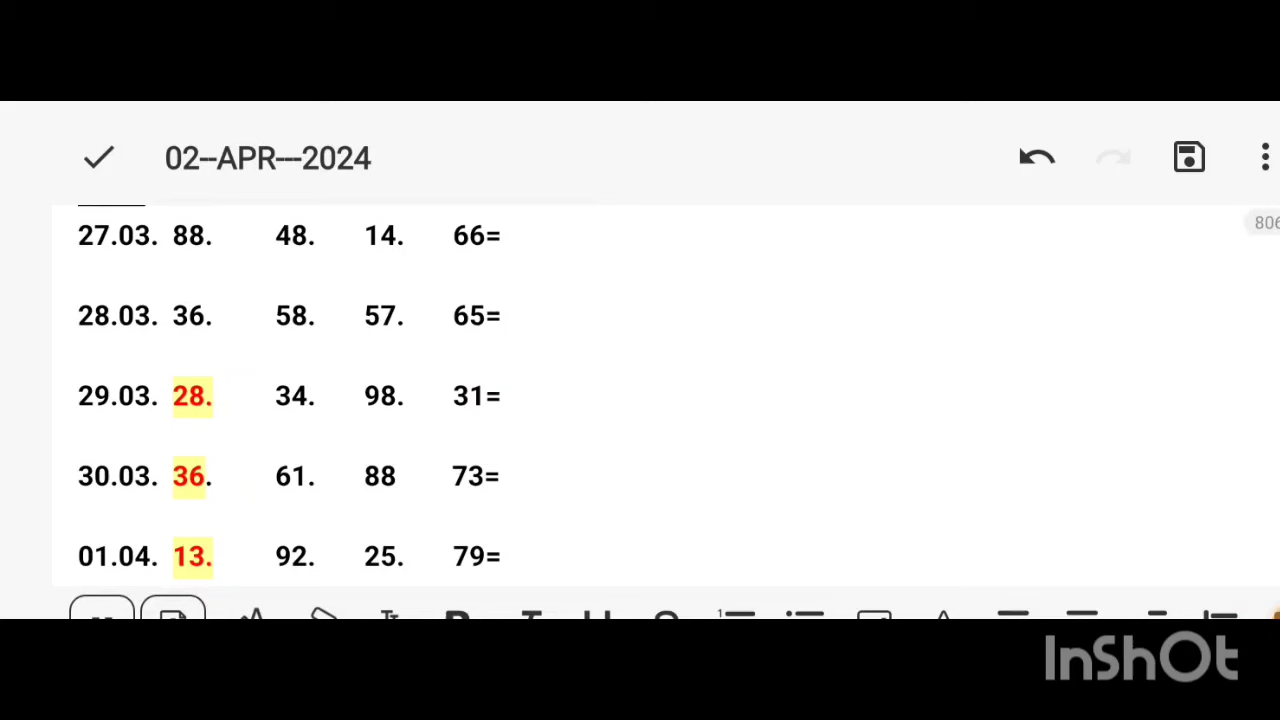 02--APR---2024
806
27.03. 88. 48. 14. 66=
28.03. 36. 58. 57. 65=
29.03. 28. 34. 98. 31=
30.03. 36. 61. 88 73=
01.04. 13. 92. 25. 79=
InShOt